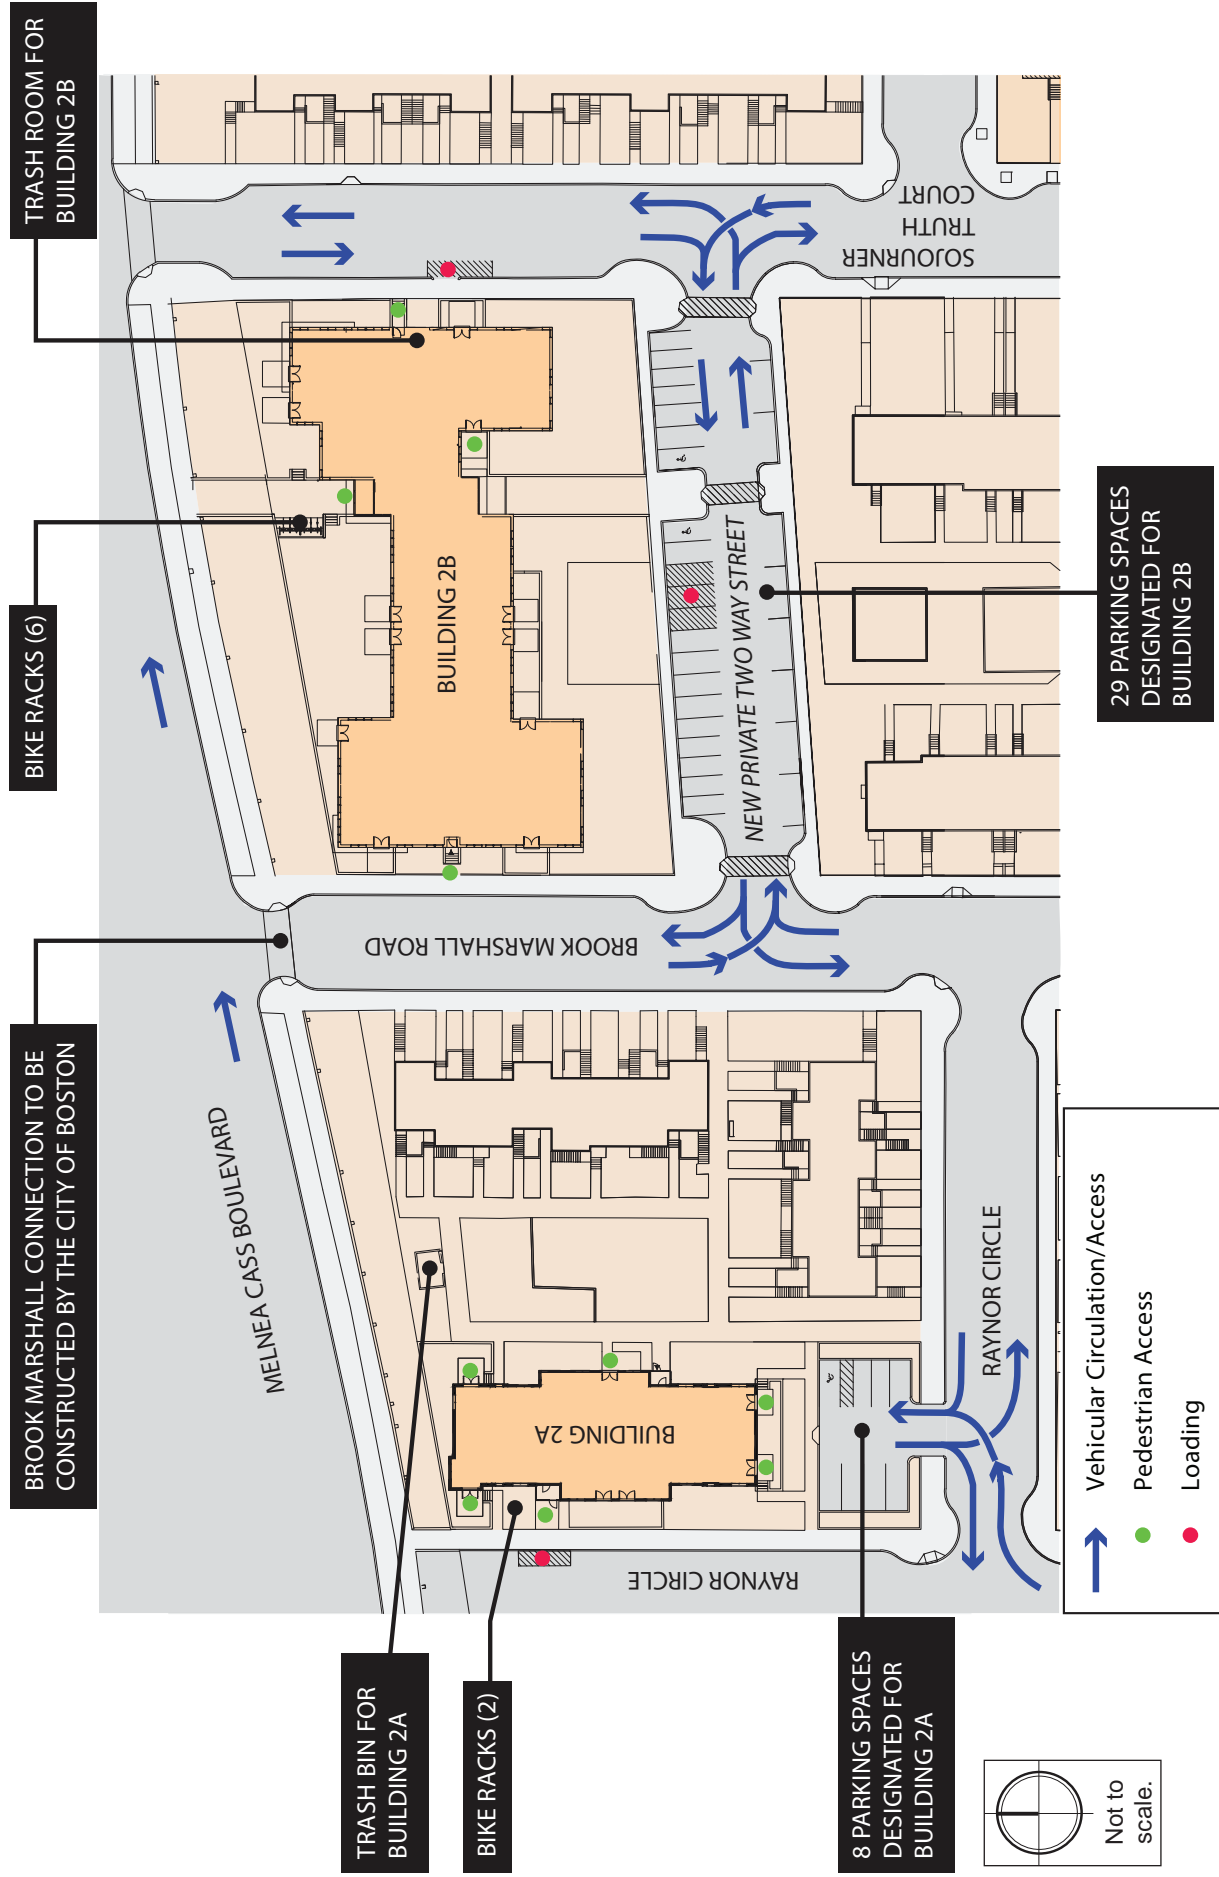 BROOK MARSHALL CONNECTION TO BE
CONSTRUCTED BY THE CITY OF BOSTON
BIKE RACKS (6)
TRASH ROOM FOR
BUILDING 2B
MELNEA CASS BOULEVARD
BROOK MARSHALL ROAD
BUILDING 2B
SOJOURNER
TRUTH
COURT
NEW PRIVATE TWO WAY STREET
29 PARKING SPACES
DESIGNATED FOR
BUILDING 2B
TRASH BIN FOR
BUILDING 2A
BIKE RACKS (2)
BUILDING 2A
RAYNOR CIRCLE
RAYNOR CIRCLE
8 PARKING SPACES
DESIGNATED FOR
BUILDING 2A
Not to
scale.
Vehicular Circulation/Access
Pedestrian Access
Loading